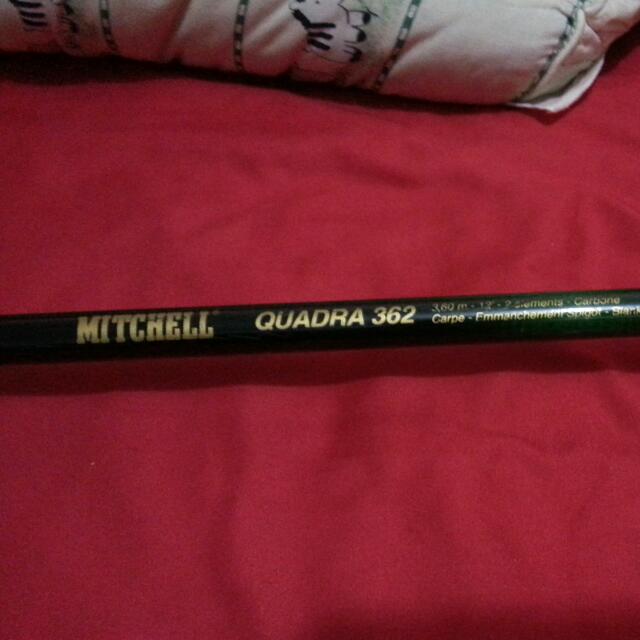 MITCHELL QUADRA 362
3.60 m - 12' - 2 éléments - Carbone
Carpe - Emmanchement Spigot